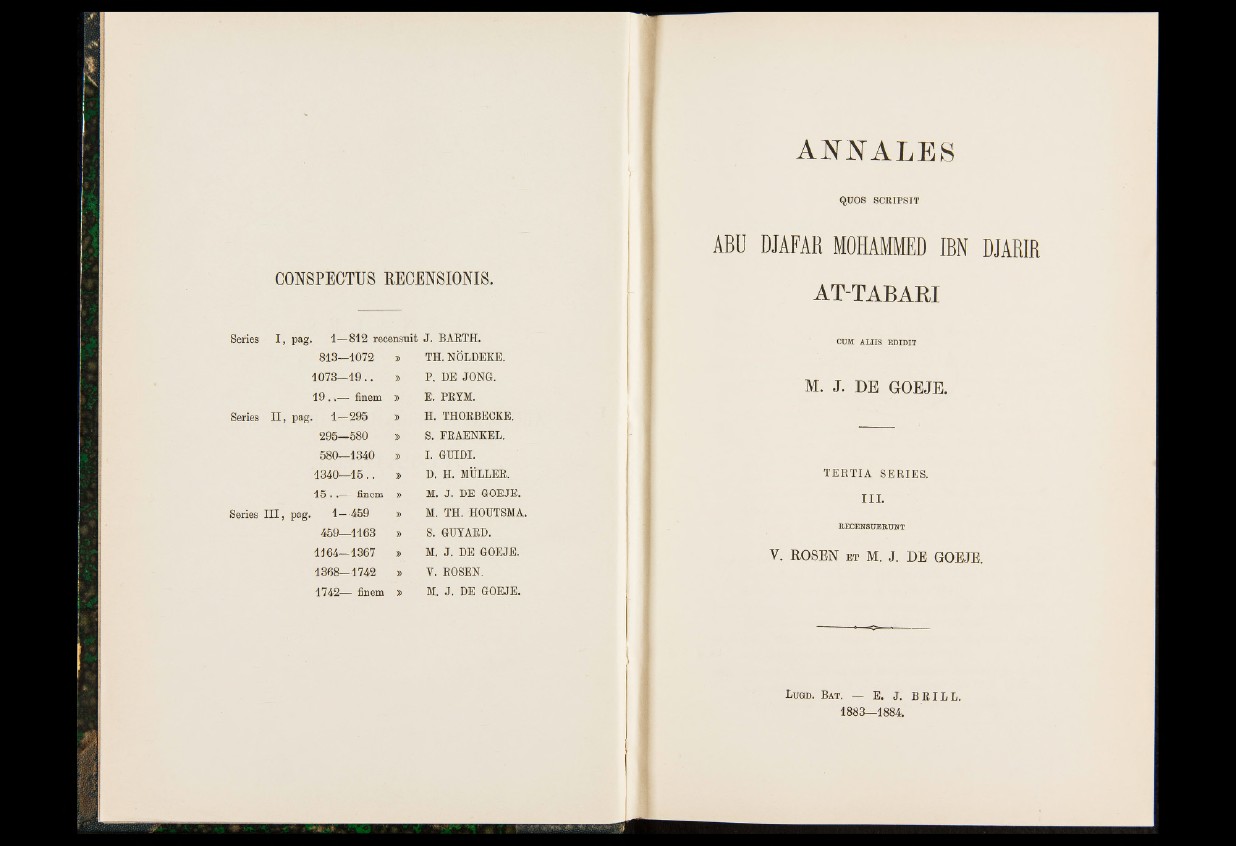 CONSPECTUS RECENSIONIS.
Series I, pag. 1—812 recensuit J. BARTH.
813—1072 » TH. NÖLDEKE.
1073—19.. » P. DE JONG.
19..— finem » E. PRYM.
Series II, pag. 1—295 » H. THORBECKE.
295—580 » S. FRAENKEL.
580—1340 » I. GUIDI.
1340—15.. » D. H. MÜLLER.
15..— finem » M. J. DE GOEJE.
Series III, pag. 1—459 » M. TH. HOUTSMA.
459—1163 » S. GUYARD.
1164—1367 » M. J. DE GOEJE.
1368—1742 » V. ROSEN.
1742— finem » M. J. DE GOEJE.
ANNALES
QUOS SCRIPSIT
ABU DJAFAR MOHAMMED IBN DJARIR
AT-TABARI
CUM ALIIS EDIDIT
M. J. DE GOEJE.
TERTIA SERIES.
III.
RECENSUERUNT
V. ROSEN ET M. J. DE GOEJE.
LUGD. BAT. — E. J. BRILL.
1883—1884.